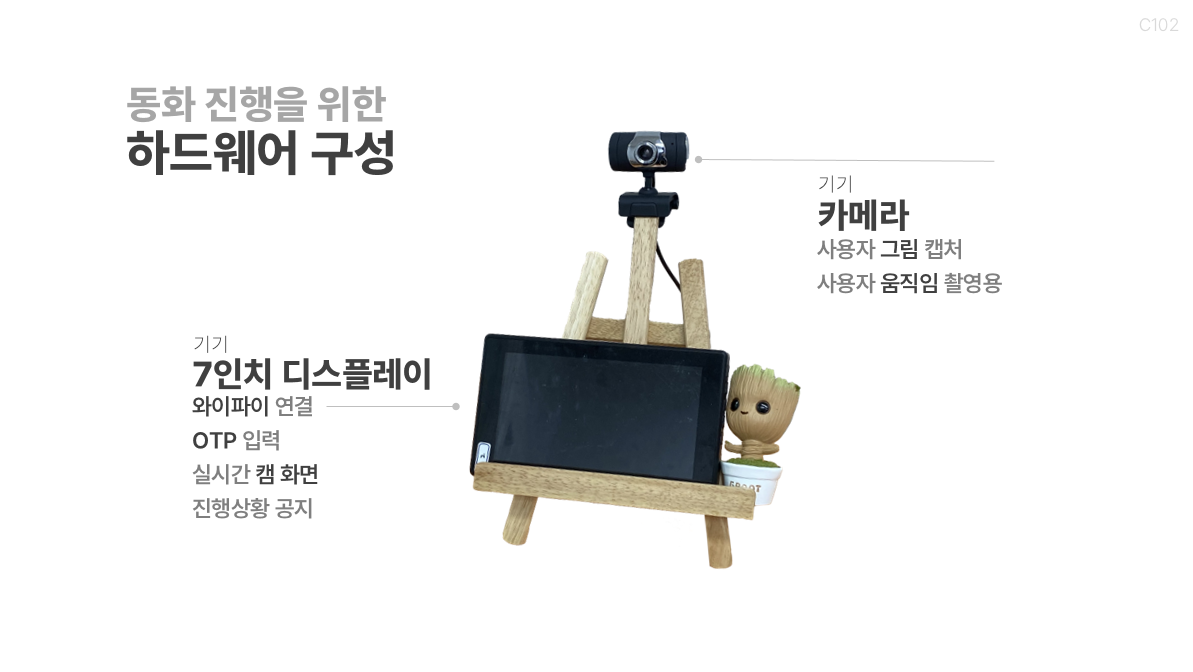 C102
동화 진행을 위한
하드웨어 구성
기기
카메라
사용자 그림 캡처
사용자 움직임 촬영용
기기
7인치 디스플레이
와이파이 연결
OTP 입력
실시간 캠 화면
진행상황 공지